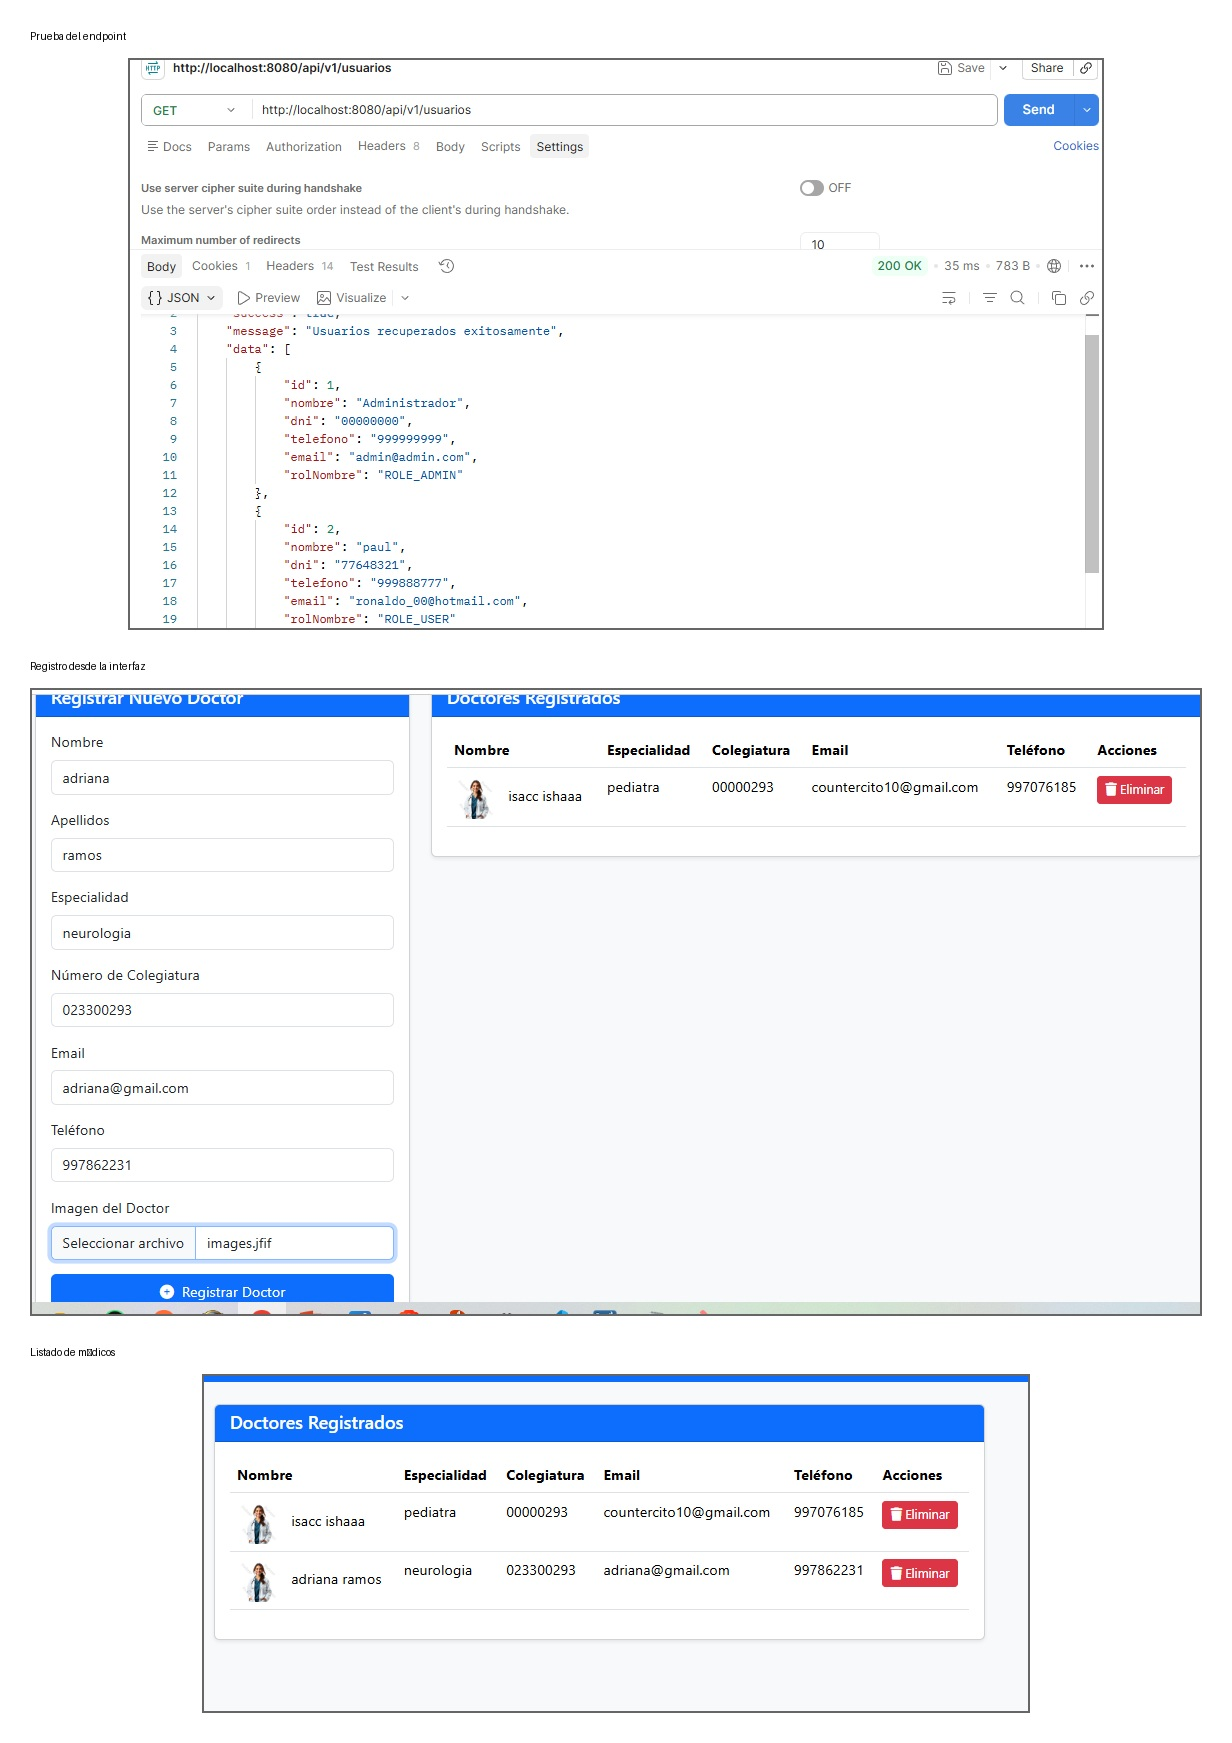 Prueba del endpoint
HTTP http://localhost:8080/api/v1/usuarios Save Share
GET http://localhost:8080/api/v1/usuarios Send
Docs Params Authorization Headers 8 Body Scripts Settings Cookies
Use server cipher suite during handshake OFF
Use the server's cipher suite order instead of the client's during handshake.
Maximum number of redirects 10
Body Cookies 1 Headers 14 Test Results 200 OK • 35 ms • 783 B
{} JSON Preview Visualize
2 "success": true,
3 "message": "Usuarios recuperados exitosamente",
4 "data": [
5 {
6 "id": 1,
7 "nombre": "Administrador",
8 "dni": "00000000",
9 "telefono": "999999999",
10 "email": "admin@admin.com",
11 "rolNombre": "ROLE_ADMIN"
12 },
13 {
14 "id": 2,
15 "nombre": "paul",
16 "dni": "77648321",
17 "telefono": "999888777",
18 "email": "ronaldo_00@hotmail.com",
19 "rolNombre": "ROLE_USER"
Registro desde la interfaz
Registrar Nuevo Doctor
Nombre
adriana
Apellidos
ramos
Especialidad
neurologia
Número de Colegiatura
023300293
Email
adriana@gmail.com
Teléfono
997862231
Imagen del Doctor
Seleccionar archivo images.jfif
Registrar Doctor
Doctores Registrados
Nombre Especialidad Colegiatura Email Teléfono Acciones
isacc ishaaa pediatra 00000293 countercito10@gmail.com 997076185 Eliminar
Listado de m�dicos
Doctores Registrados
Nombre Especialidad Colegiatura Email Teléfono Acciones
isacc ishaaa pediatra 00000293 countercito10@gmail.com 997076185 Eliminar
adriana ramos neurologia 023300293 adriana@gmail.com 997862231 Eliminar